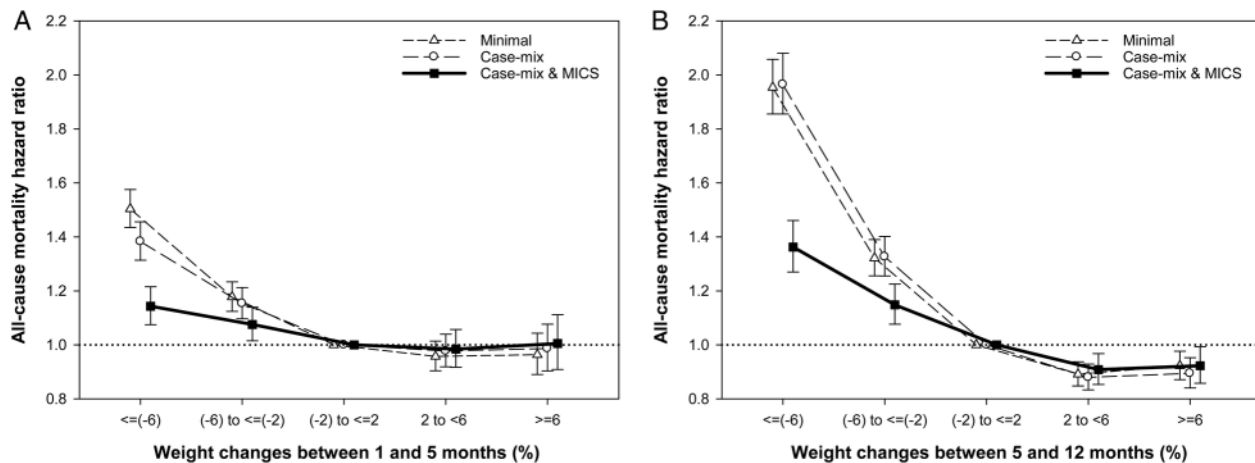 A
All-cause mortality hazard ratio
2.2
2.0
1.8
1.6
1.4
1.2
1.0
0.8
Minimal
Case-mix
Case-mix & MICS
<=(-6)
(-6) to <=(-2)
(-2) to <=2
2 to <6
>=6
Weight changes between 1 and 5 months (%)
B
All-cause mortality hazard ratio
2.2
2.0
1.8
1.6
1.4
1.2
1.0
0.8
Minimal
Case-mix
Case-mix & MICS
<=(-6)
(-6) to <=(-2)
(-2) to <=2
2 to <6
>=6
Weight changes between 5 and 12 months (%)